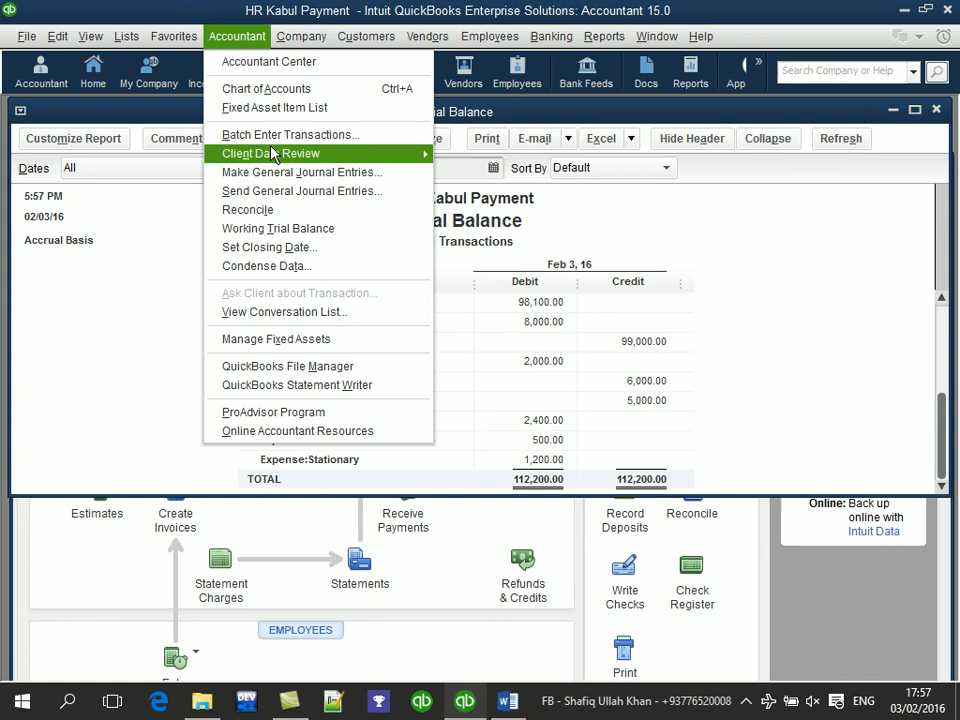 HR Kabul Payment - Intuit QuickBooks Enterprise Solutions: Accountant 15.0
File Edit View Lists Favorites Accountant Company Customers Vendors Employees Banking Reports Window Help
Accountant Home My Company Inc Vendors Employees Bank Feeds Docs Reports App » Search Company or Help
Accountant Center
Chart of Accounts Ctrl+A
Fixed Asset Item List
Batch Enter Transactions...
Client Data Review
Make General Journal Entries...
Send General Journal Entries...
Reconcile
Working Trial Balance
Set Closing Date...
Condense Data...
Ask Client about Transaction...
View Conversation List...
Manage Fixed Assets
QuickBooks File Manager
QuickBooks Statement Writer
ProAdvisor Program
Online Accountant Resources
ial Balance
Customize Report Comment e Print E-mail Excel Hide Header Collapse Refresh
Dates All Sort By Default
5:57 PM
02/03/16
Accrual Basis
Kabul Payment
al Balance
Transactions
Feb 3, 16
Debit Credit
98,100.00
8,000.00
99,000.00
2,000.00
6,000.00
5,000.00
2,400.00
500.00
Expense:Stationary 1,200.00
TOTAL 112,200.00 112,200.00
Estimates Create Invoices Receive Payments Record Deposits Reconcile
Online: Back up online with Intuit Data
Statement Charges Statements Refunds & Credits Write Checks Check Register
EMPLOYEES
Print
FB - Shafiq Ullah Khan - +93776520008 ENG 17:57
03/02/2016